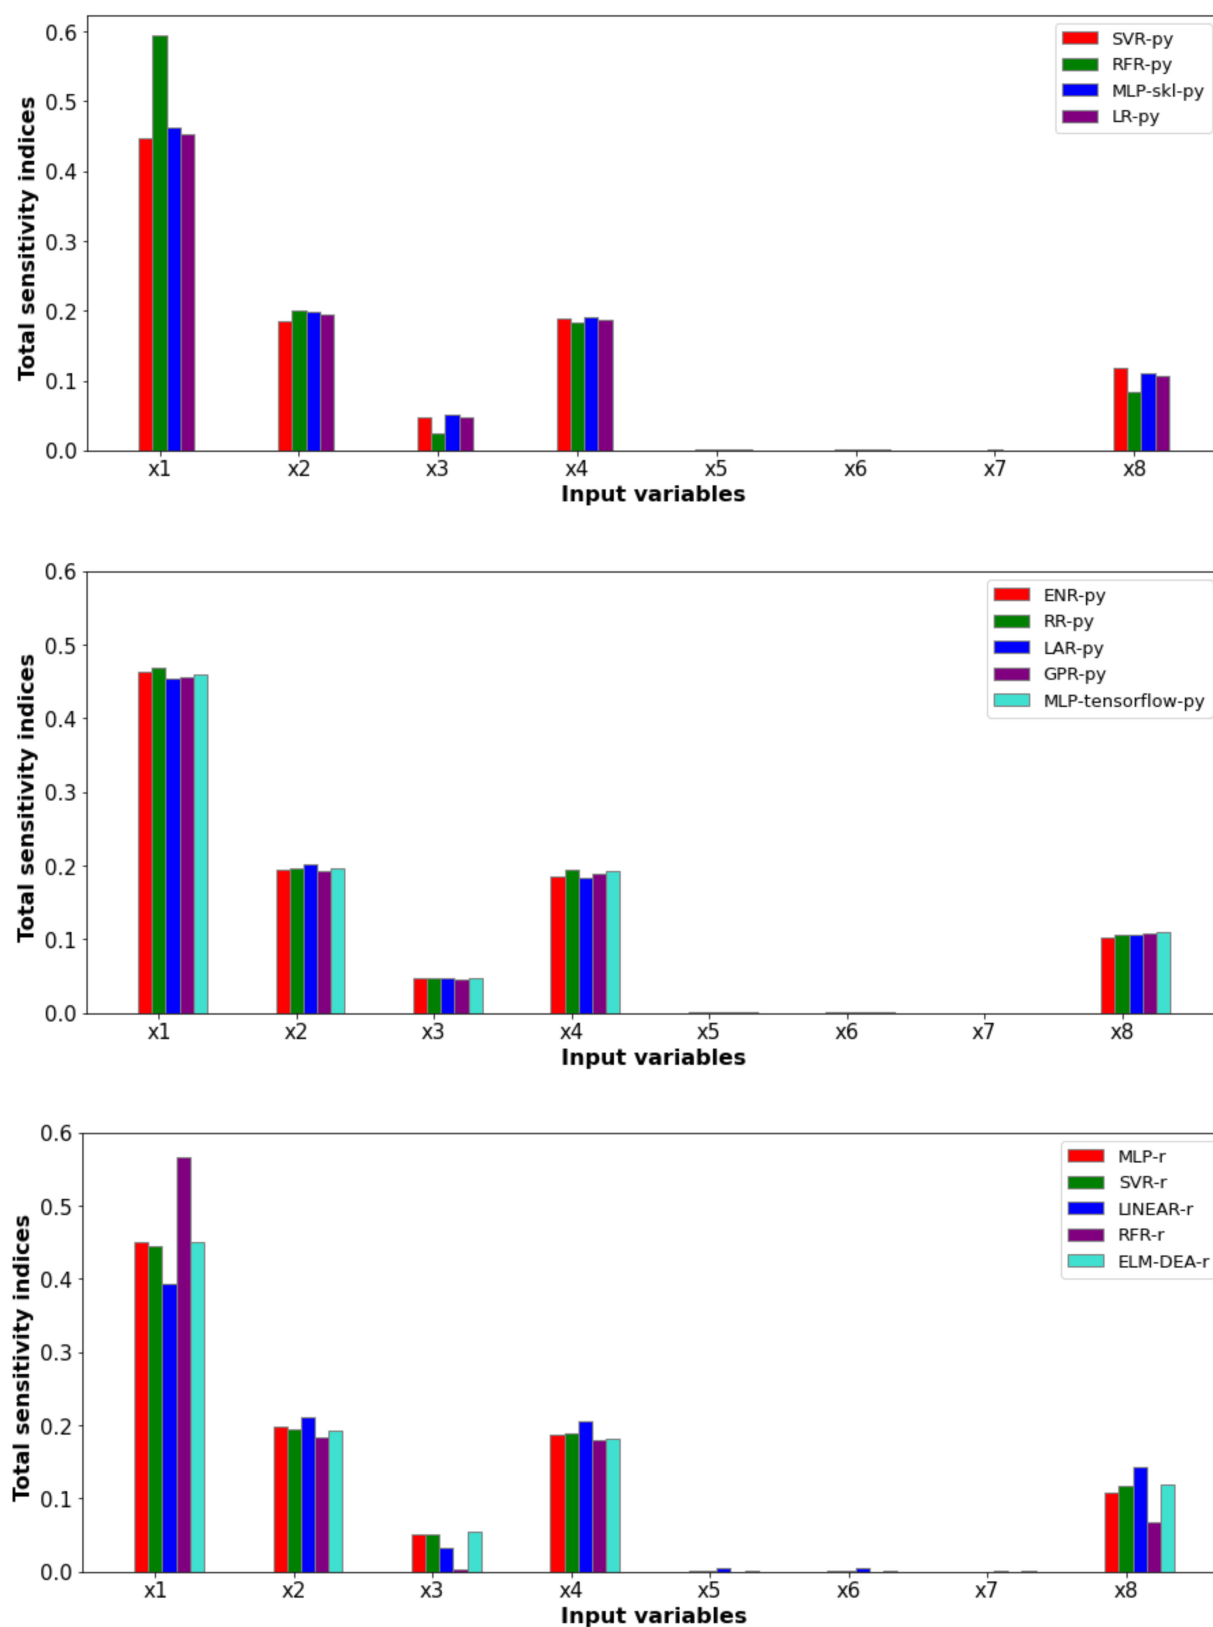 Total sensitivity indices
0.6
0.5
0.4
0.3
0.2
0.1
0.0
SVR-py
RFR-py
MLP-skl-py
LR-py
x1 x2 x3 x4 x5 x6 x7 x8
Input variables
Total sensitivity indices
0.6
0.5
0.4
0.3
0.2
0.1
0.0
ENR-py
RR-py
LAR-py
GPR-py
MLP-tensorflow-py
x1 x2 x3 x4 x5 x6 x7 x8
Input variables
Total sensitivity indices
0.6
0.5
0.4
0.3
0.2
0.1
0.0
MLP-r
SVR-r
LINEAR-r
RFR-r
ELM-DEA-r
x1 x2 x3 x4 x5 x6 x7 x8
Input variables